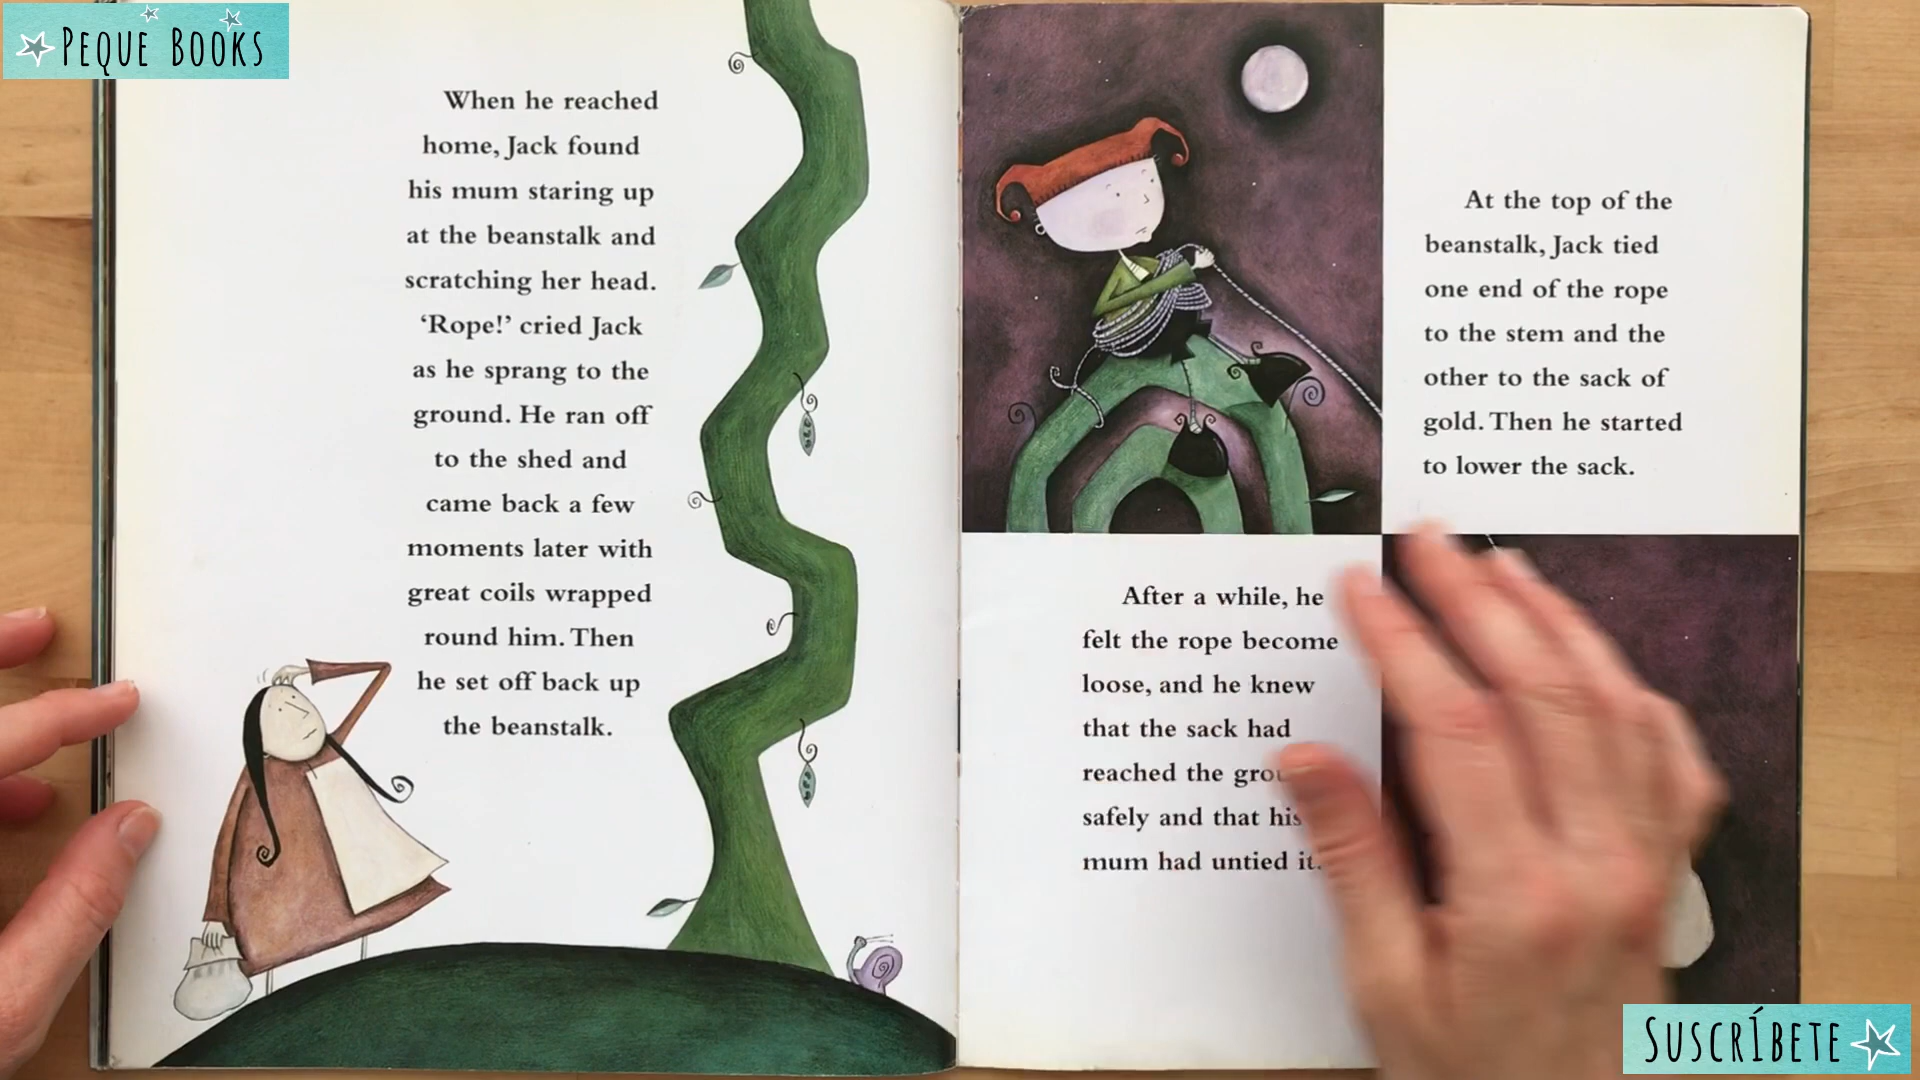 PEQUE BOOKS
When he reached
home, Jack found
his mum staring up
at the beanstalk and
scratching her head.
‘Rope!’ cried Jack
as he sprang to the
ground. He ran off
to the shed and
came back a few
moments later with
great coils wrapped
round him. Then
he set off back up
the beanstalk.
At the top of the
beanstalk, Jack tied
one end of the rope
to the stem and the
other to the sack of
gold. Then he started
to lower the sack.
After a while, he
felt the rope become
loose, and he knew
that the sack had
reached the
safely and that his
mum had untied it.
SUSCRÍBETE